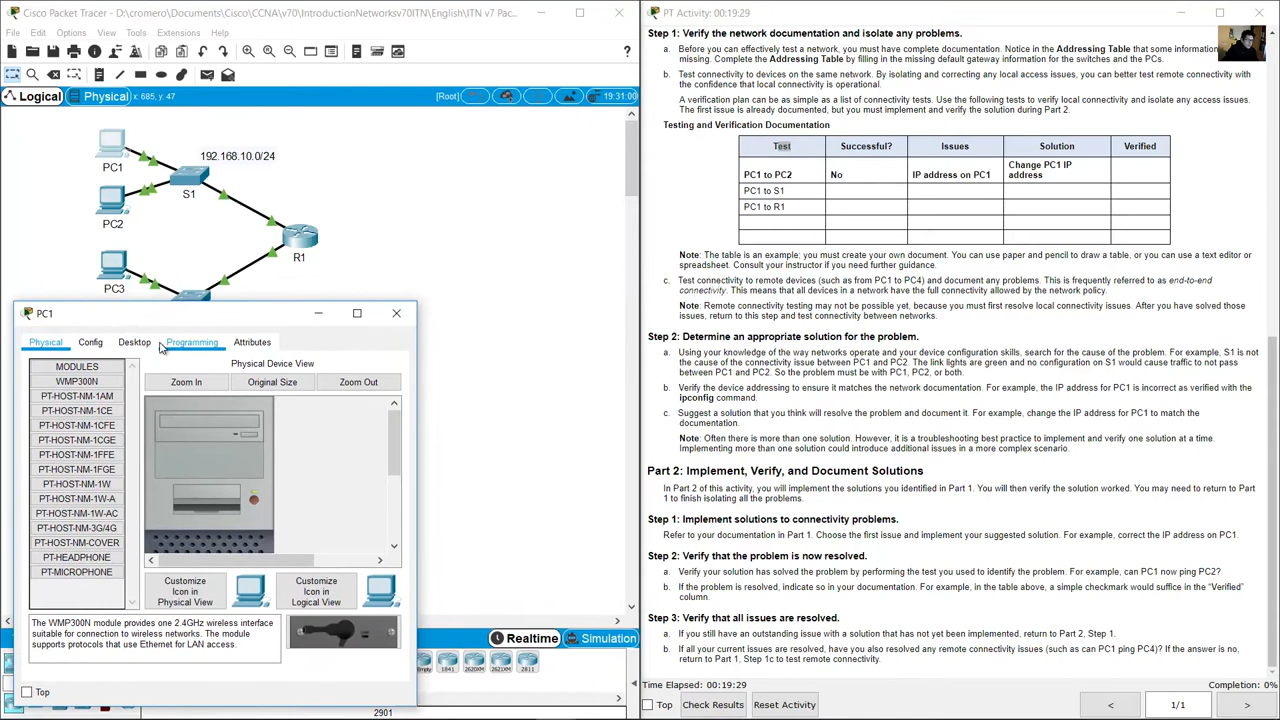 Cisco Packet Tracer - D:\cromero\Documents\Cisco\CCNA\v70\IntroductionNetworksv70ITN\English\ITN v7 Pac...
File Edit Options View Tools Extensions Help
?
Logical Physical x: 685, y: 47 [Root] 19:31:00
PC1
192.168.10.0/24
S1
PC2
R1
PC3
PC1
Physical Config Desktop Programming Attributes
MODULES
WMP300N
PT-HOST-NM-1AM
PT-HOST-NM-1CE
PT-HOST-NM-1CFE
PT-HOST-NM-1CGE
PT-HOST-NM-1FFE
PT-HOST-NM-1FGE
PT-HOST-NM-1W
PT-HOST-NM-1W-A
PT-HOST-NM-1W-AC
PT-HOST-NM-3G/4G
PT-HOST-NM-COVER
PT-HEADPHONE
PT-MICROPHONE
Physical Device View
Zoom In Original Size Zoom Out
Customize
Icon in
Physical View
Customize
Icon in
Logical View
The WMP300N module provides one 2.4GHz wireless interface
suitable for connection to wireless networks. The module
supports protocols that use Ethernet for LAN access.
Top
Realtime Simulation
1841 2620XM 2621XM 2811
2901
PT Activity: 00:19:29
Step 1: Verify the network documentation and isolate any problems.
a. Before you can effectively test a network, you must have complete documentation. Notice in the Addressing Table that some information
missing. Complete the Addressing Table by filling in the missing default gateway information for the switches and the PCs.
b. Test connectivity to devices on the same network. By isolating and correcting any local access issues, you can better test remote connectivity with
the confidence that local connectivity is operational.
A verification plan can be as simple as a list of connectivity tests. Use the following tests to verify local connectivity and isolate any access issues.
The first issue is already documented, but you must implement and verify the solution during Part 2.
Testing and Verification Documentation
Test Successful? Issues Solution Verified
PC1 to PC2 No IP address on PC1 Change PC1 IP
address
PC1 to S1
PC1 to R1
Note: The table is an example; you must create your own document. You can use paper and pencil to draw a table, or you can use a text editor or
spreadsheet. Consult your instructor if you need further guidance.
c. Test connectivity to remote devices (such as from PC1 to PC4) and document any problems. This is frequently referred to as end-to-end
connectivity. This means that all devices in a network have the full connectivity allowed by the network policy.
Note: Remote connectivity testing may not be possible yet, because you must first resolve local connectivity issues. After you have solved those
issues, return to this step and test connectivity between networks.
Step 2: Determine an appropriate solution for the problem.
a. Using your knowledge of the way networks operate and your device configuration skills, search for the cause of the problem. For example, S1 is not
the cause of the connectivity issue between PC1 and PC2. The link lights are green and no configuration on S1 would cause traffic to not pass
between PC1 and PC2. So the problem must be with PC1, PC2, or both.
b. Verify the device addressing to ensure it matches the network documentation. For example, the IP address for PC1 is incorrect as verified with the
ipconfig command.
c. Suggest a solution that you think will resolve the problem and document it. For example, change the IP address for PC1 to match the
documentation.
Note: Often there is more than one solution. However, it is a troubleshooting best practice to implement and verify one solution at a time.
Implementing more than one solution could introduce additional issues in a more complex scenario.
Part 2: Implement, Verify, and Document Solutions
In Part 2 of this activity, you will implement the solutions you identified in Part 1. You will then verify the solution worked. You may need to return to Part
1 to finish isolating all the problems.
Step 1: Implement solutions to connectivity problems.
Refer to your documentation in Part 1. Choose the first issue and implement your suggested solution. For example, correct the IP address on PC1.
Step 2: Verify that the problem is now resolved.
a. Verify your solution has solved the problem by performing the test you used to identify the problem. For example, can PC1 now ping PC2?
b. If the problem is resolved, indicate so in your documentation. For example, in the table above, a simple checkmark would suffice in the "Verified"
column.
Step 3: Verify that all issues are resolved.
a. If you still have an outstanding issue with a solution that has not yet been implemented, return to Part 2, Step 1.
b. If all your current issues are resolved, have you also resolved any remote connectivity issues (such as can PC1 ping PC4)? If the answer is no,
return to Part 1, Step 1c to test remote connectivity.
Time Elapsed: 00:19:29 Completion: 0%
Top Check Results Reset Activity < 1/1 >